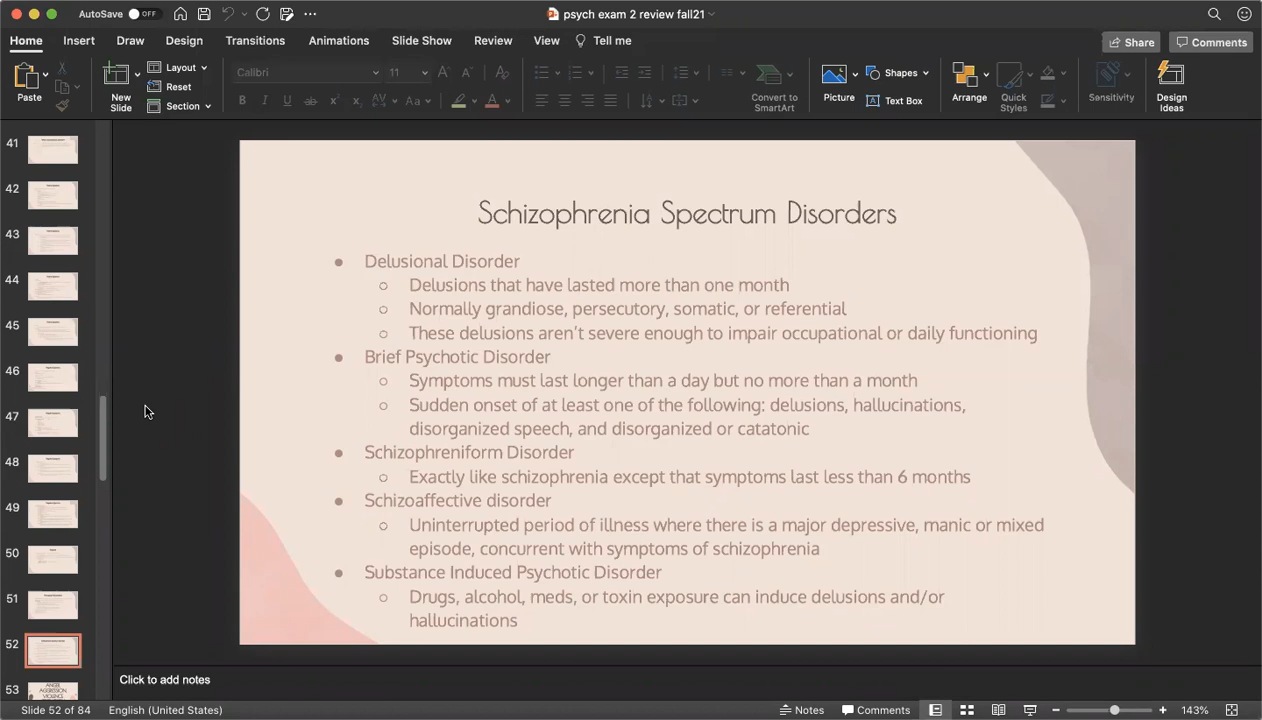 AutoSave OFF psych exam 2 review fall21
Home Insert Draw Design Transitions Animations Slide Show Review View Tell me Share Comments
Paste New Slide Layout Reset Section Calibri 11 Convert to SmartArt Picture Shapes Text Box Arrange Quick Styles Sensitivity Design Ideas
41
42
43
44
45
46
47
48
49
50
51
52
53
ANGER
AGGRESSION
VIOLENCE
Schizophrenia Spectrum Disorders
● Delusional Disorder
○ Delusions that have lasted more than one month
○ Normally grandiose, persecutory, somatic, or referential
○ These delusions aren't severe enough to impair occupational or daily functioning
● Brief Psychotic Disorder
○ Symptoms must last longer than a day but no more than a month
○ Sudden onset of at least one of the following: delusions, hallucinations,
disorganized speech, and disorganized or catatonic
● Schizophreniform Disorder
○ Exactly like schizophrenia except that symptoms last less than 6 months
● Schizoaffective disorder
○ Uninterrupted period of illness where there is a major depressive, manic or mixed
episode, concurrent with symptoms of schizophrenia
● Substance Induced Psychotic Disorder
○ Drugs, alcohol, meds, or toxin exposure can induce delusions and/or
hallucinations
Click to add notes
Slide 52 of 84 English (United States) Notes Comments 143%